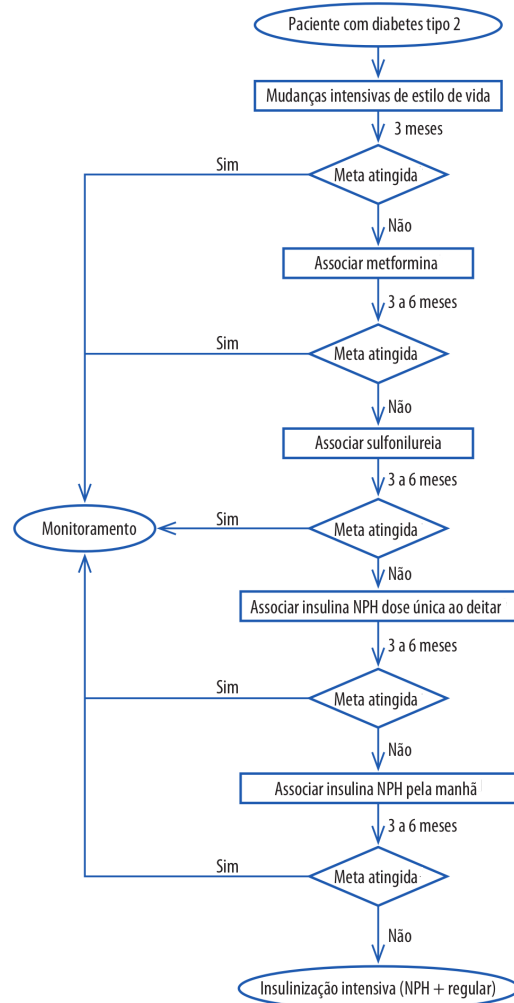 Paciente com diabetes tipo 2
Mudanças intensivas de estilo de vida
3 meses
Sim
Meta atingida
Não
Associar metformina
3 a 6 meses
Sim
Meta atingida
Não
Associar sulfonilureia
3 a 6 meses
Monitoramento
Sim
Meta atingida
Não
Associar insulina NPH dose única ao deitar
3 a 6 meses
Sim
Meta atingida
Não
Associar insulina NPH pela manhã
3 a 6 meses
Sim
Meta atingida
Não
Insulinização intensiva (NPH + regular)